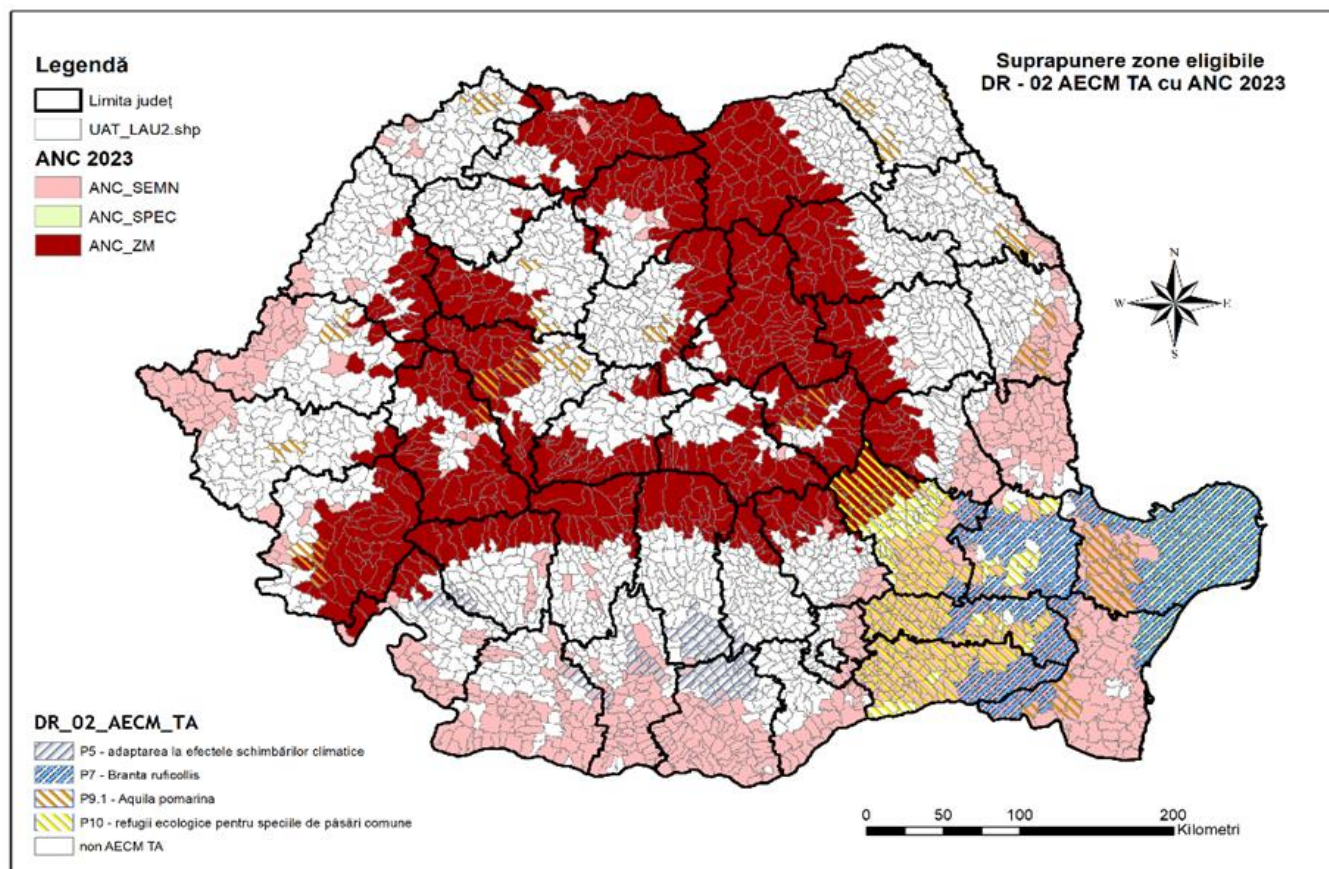 Suprapunere zone eligibile
DR - 02 AECM TA cu ANC 2023
Legendă
Limita județ
UAT_LAU2.shp
ANC 2023
ANC_SEMN
ANC_SPEC
ANC_ZM
N
W
E
S
DR_02_AECM_TA
P5 - adaptarea la efectele schimbărilor climatice
P7 - Branta ruficollis
P9.1 - Aquila pomarina
P10 - refugii ecologice pentru speciile de păsări comune
non AECM TA
0 50 100 200
Kilometri